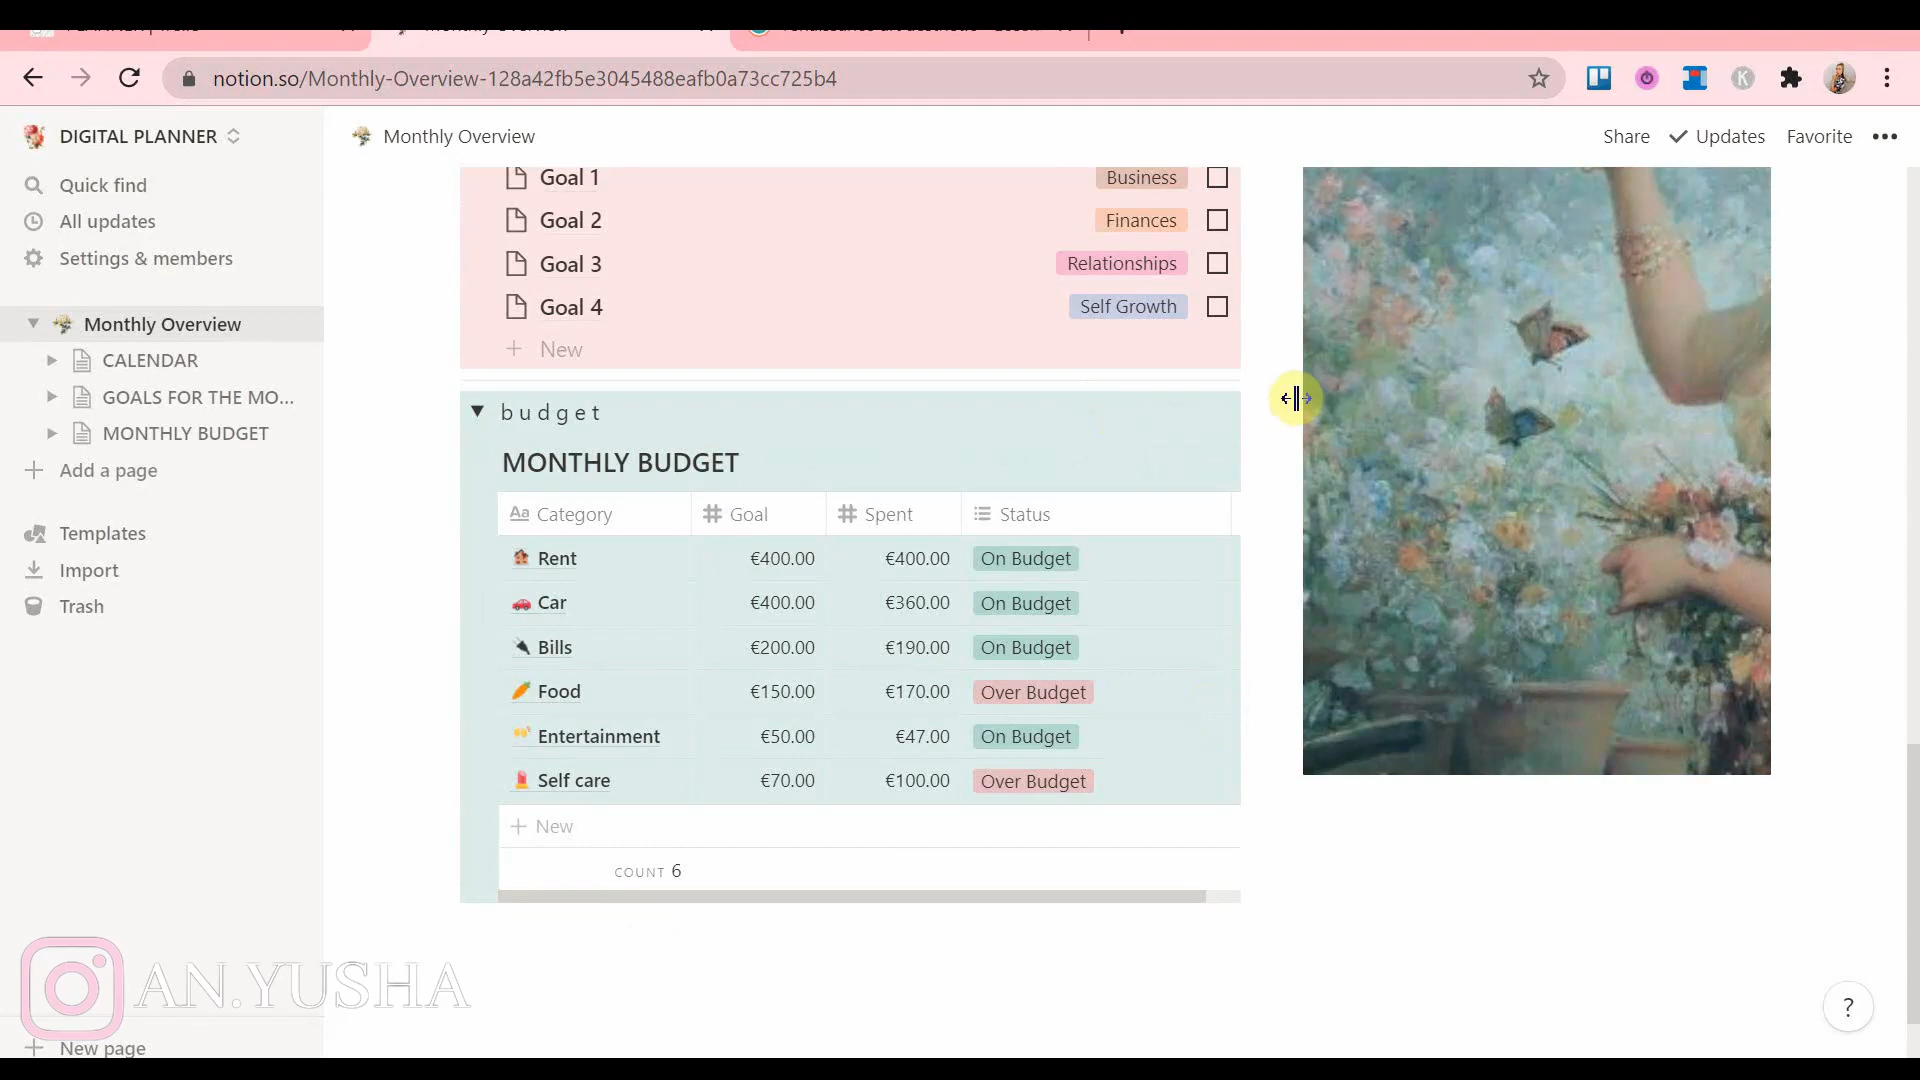 notion.so/Monthly-Overview-128a42fb5e3045488eafb0a73cc725b4
K
DIGITAL PLANNER
Monthly Overview
Share
Updates
Favorite
Quick find
All updates
Settings & members
Monthly Overview
CALENDAR
GOALS FOR THE MO...
MONTHLY BUDGET
Add a page
Templates
Import
Trash
New page
Goal 1 Business
Goal 2 Finances
Goal 3 Relationships
Goal 4 Self Growth
New
budget
MONTHLY BUDGET
Aa Category Goal Spent Status
Rent €400.00 €400.00 On Budget
Car €400.00 €360.00 On Budget
Bills €200.00 €190.00 On Budget
Food €150.00 €170.00 Over Budget
Entertainment €50.00 €47.00 On Budget
Self care €70.00 €100.00 Over Budget
New
COUNT 6
AN.YUSHA
?